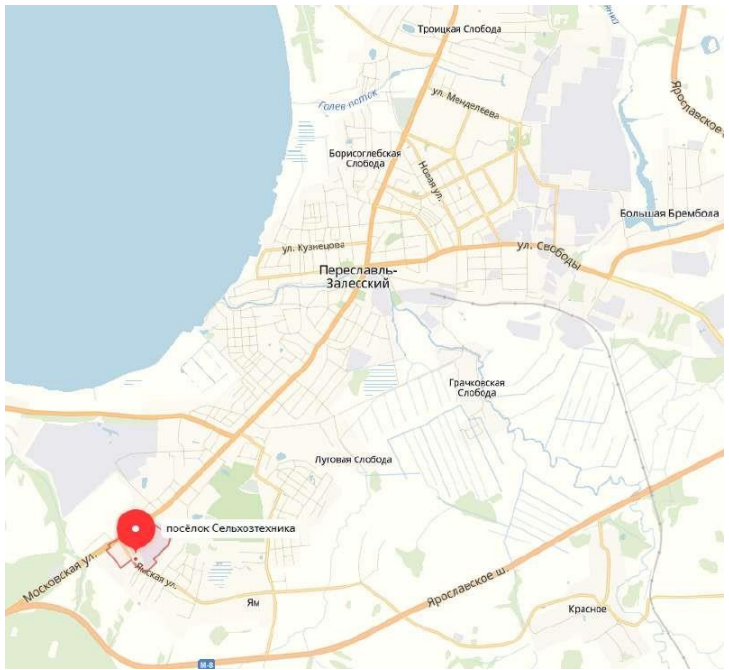 Троицкая Слобода
Голев поток
ул. Менделеева
Ярославское
Борисоглебская
Слобода
Новая ул.
Большая Брембола
ул. Кузнецова
ул. Свободы
Переславль-
Залесский
Грачковская
Слобода
Луговая Слобода
посёлок Сельхозтехника
Московская ул.
Ямская ул.
Ям
Ярославское ш.
Красное
М-8